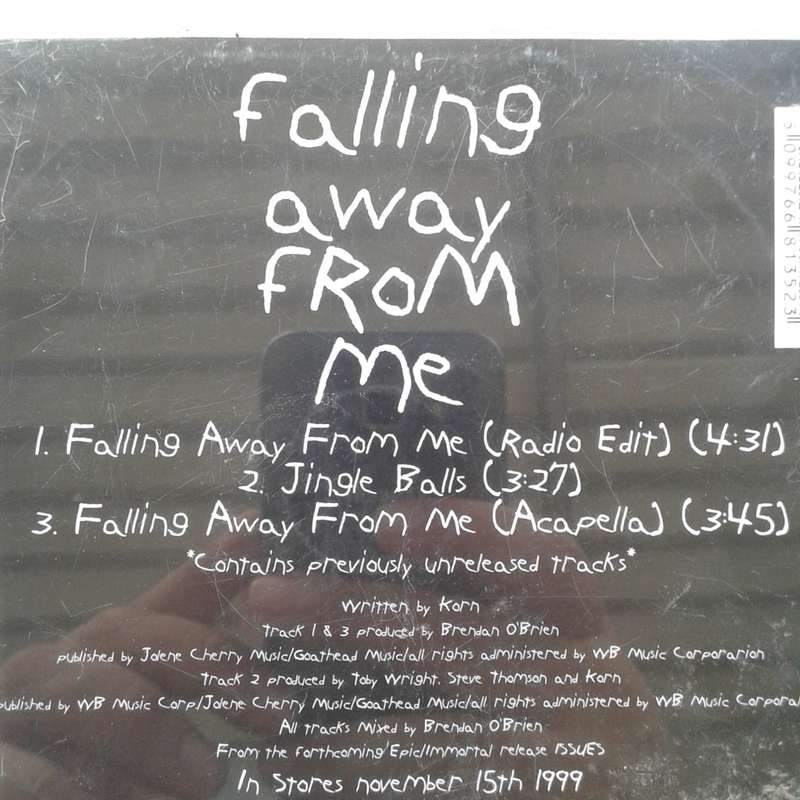 falling
away
fRoM
Me
1. Falling Away From Me (Radio Edit) (4:31)
2. Jingle Balls (3:27)
3. Falling Away From Me (Acapella) (3:45)
*Contains previously unreleased tracks*
Written by Korn
Track 1 & 3 produced by Brendan O'Brien
published by Jolene Cherry Music/Goathead Music/all rights administered by WB Music Corporarion
Track 2 produced by Toby Wright, Steve Thomson and Korn
published by WB Music Corp/Jolene Cherry Music/Goathead Music/all rights administered by WB Music Corpora
All tracks Mixed by Brendan O'Brien
From the forthcoming Epic/Immortal release ISSUES
In Stores november 15th 1999
5 099766 813523